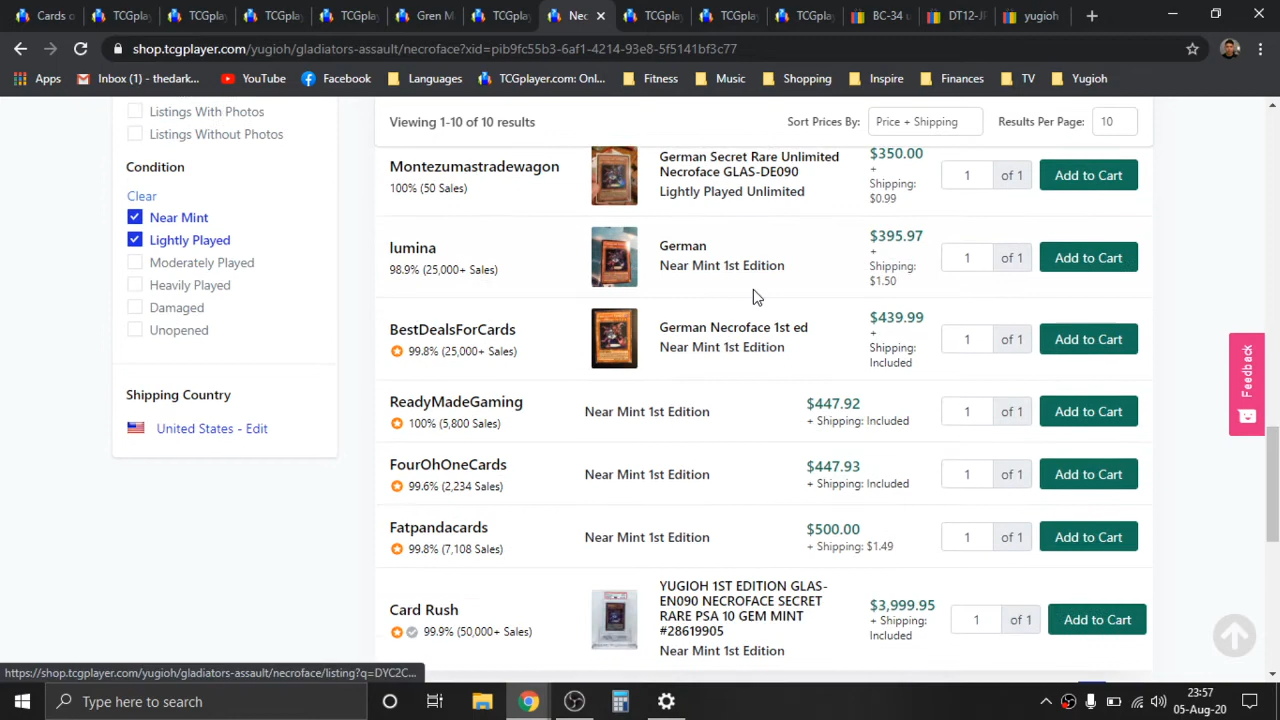 Cards o
TCGpl
TCGpl
TCGpl
TCGpl
Gren M
TCGpl
Nec
TCGpl
TCGpl
TCGpl
BC-34 u
DT12-J
yugioh
shop.tcgplayer.com/yugioh/gladiators-assault/necroface?xid=pib9fc55b3-6af1-4214-93e8-5f5141bf3c77
Apps
Inbox (1) - thedark...
YouTube
Facebook
Languages
TCGplayer.com: Onl...
Fitness
Music
Shopping
Inspire
Finances
TV
Yugioh
Listings With Photos
Listings Without Photos
Condition
Clear
Near Mint
Lightly Played
Moderately Played
Heavily Played
Damaged
Unopened
Shipping Country
United States - Edit
Viewing 1-10 of 10 results
Sort Prices By:
Price + Shipping
Results Per Page:
10
Montezumastradewagon
100% (50 Sales)
German Secret Rare Unlimited
Necroface GLAS-DE090
Lightly Played Unlimited
$350.00
+
Shipping:
$0.99
1 of 1
Add to Cart
lumina
98.9% (25,000+ Sales)
German
Near Mint 1st Edition
$395.97
+
Shipping:
$1.50
1 of 1
Add to Cart
BestDealsForCards
99.8% (25,000+ Sales)
German Necroface 1st ed
Near Mint 1st Edition
$439.99
+
Shipping:
Included
1 of 1
Add to Cart
ReadyMadeGaming
100% (5,800 Sales)
Near Mint 1st Edition
$447.92
+ Shipping: Included
1 of 1
Add to Cart
FourOhOneCards
99.6% (2,234 Sales)
Near Mint 1st Edition
$447.93
+ Shipping: Included
1 of 1
Add to Cart
Fatpandacards
99.8% (7,108 Sales)
Near Mint 1st Edition
$500.00
+ Shipping: $1.49
1 of 1
Add to Cart
Card Rush
99.9% (50,000+ Sales)
YUGIOH 1ST EDITION GLAS-
EN090 NECROFACE SECRET
RARE PSA 10 GEM MINT
#28619905
Near Mint 1st Edition
$3,999.95
+ Shipping:
Included
1 of 1
Add to Cart
Feedback
https://shop.tcgplayer.com/yugioh/gladiators-assault/necroface/listing?q=DYC2C...
Type here to search
23:57
05-Aug-20